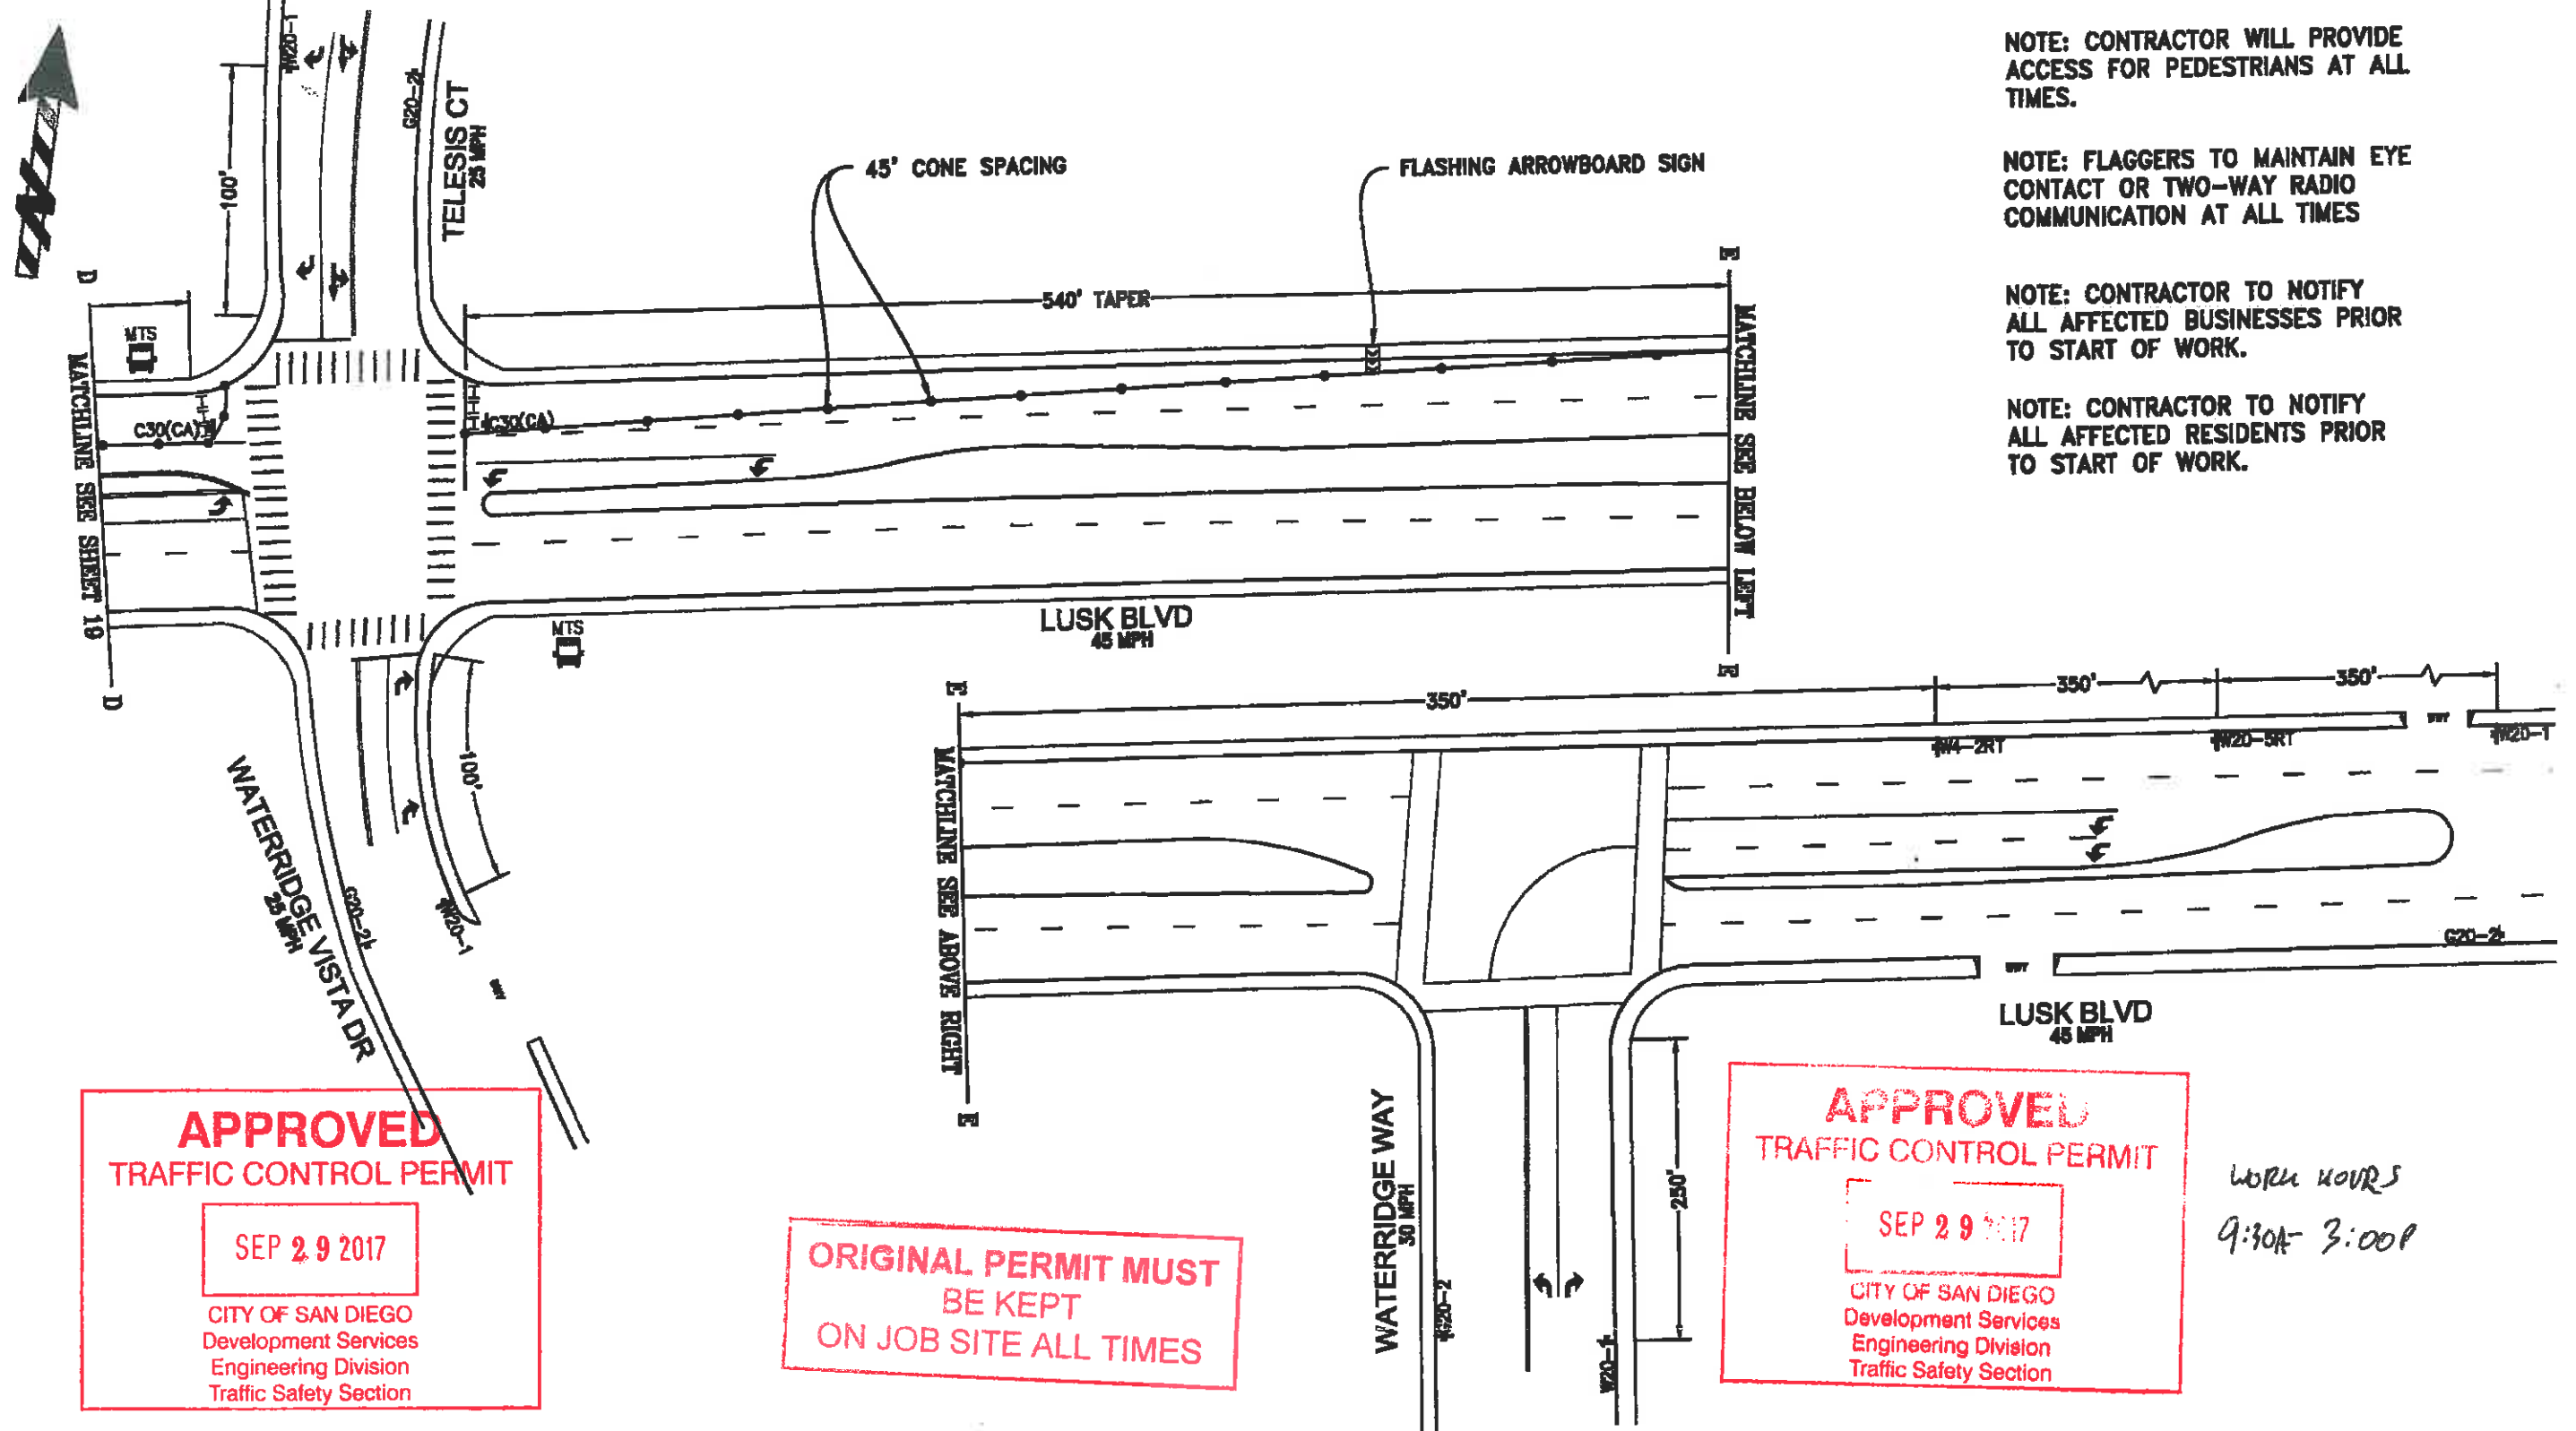 NOTE: CONTRACTOR WILL PROVIDE
ACCESS FOR PEDESTRIANS AT ALL
TIMES.
NOTE: FLAGGERS TO MAINTAIN EYE
CONTACT OR TWO-WAY RADIO
COMMUNICATION AT ALL TIMES
NOTE: CONTRACTOR TO NOTIFY
ALL AFFECTED BUSINESSES PRIOR
TO START OF WORK.
NOTE: CONTRACTOR TO NOTIFY
ALL AFFECTED RESIDENTS PRIOR
TO START OF WORK.
N
W20-1
100'
G20-2
TELESIS CT
25 MPH
45' CONE SPACING
FLASHING ARROWBOARD SIGN
D
MTS
540' TAPER
E
MATCHLINE SEE SHEET 19
C30(CA)
C30(CA)
MATCHLINE SEE BELOW LEFT
LUSK BLVD
45 MPH
MTS
D
E
E
350'
350'
350'
100'
W4-2RT
W20-5RT
W20-1
MATCHLINE SEE ABOVE RIGHT
WATERRIDGE VISTA DR
25 MPH
G20-2
W20-1
G20-2
LUSK BLVD
45 MPH
E
WATERRIDGE WAY
30 MPH
G20-2
250'
W20-1
APPROVED
TRAFFIC CONTROL PERMIT
SEP 29 2017
CITY OF SAN DIEGO
Development Services
Engineering Division
Traffic Safety Section
ORIGINAL PERMIT MUST
BE KEPT
ON JOB SITE ALL TIMES
APPROVED
TRAFFIC CONTROL PERMIT
SEP 29 2017
CITY OF SAN DIEGO
Development Services
Engineering Division
Traffic Safety Section
WORK HOURS
9:30A- 3:00P